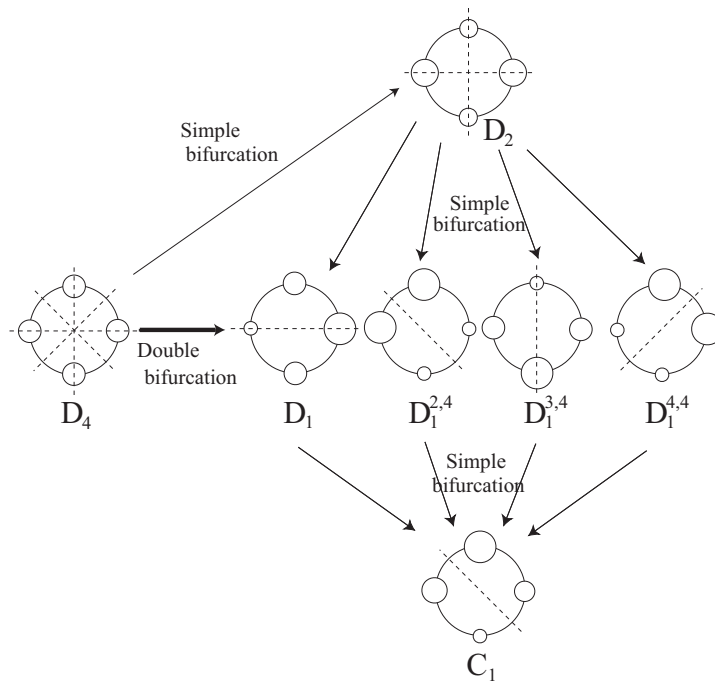 D₂
Simple
bifurcation
Simple
bifurcation
Double
bifurcation
D₄
D₁
D₁^{2,4}
D₁^{3,4}
D₁^{4,4}
Simple
bifurcation
C₁